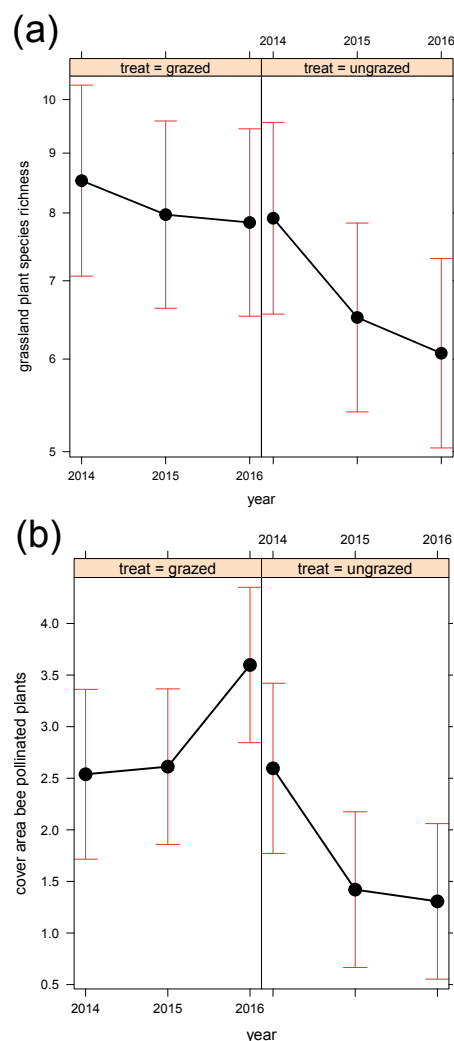 (a)
2014 2015 2016
treat = grazed treat = ungrazed
10
9
8
7
6
5
grassland plant species richness
2014 2015 2016
year
(b)
2014 2015 2016
treat = grazed treat = ungrazed
4.0
3.5
3.0
2.5
2.0
1.5
1.0
0.5
cover area bee pollinated plants
2014 2015 2016
year